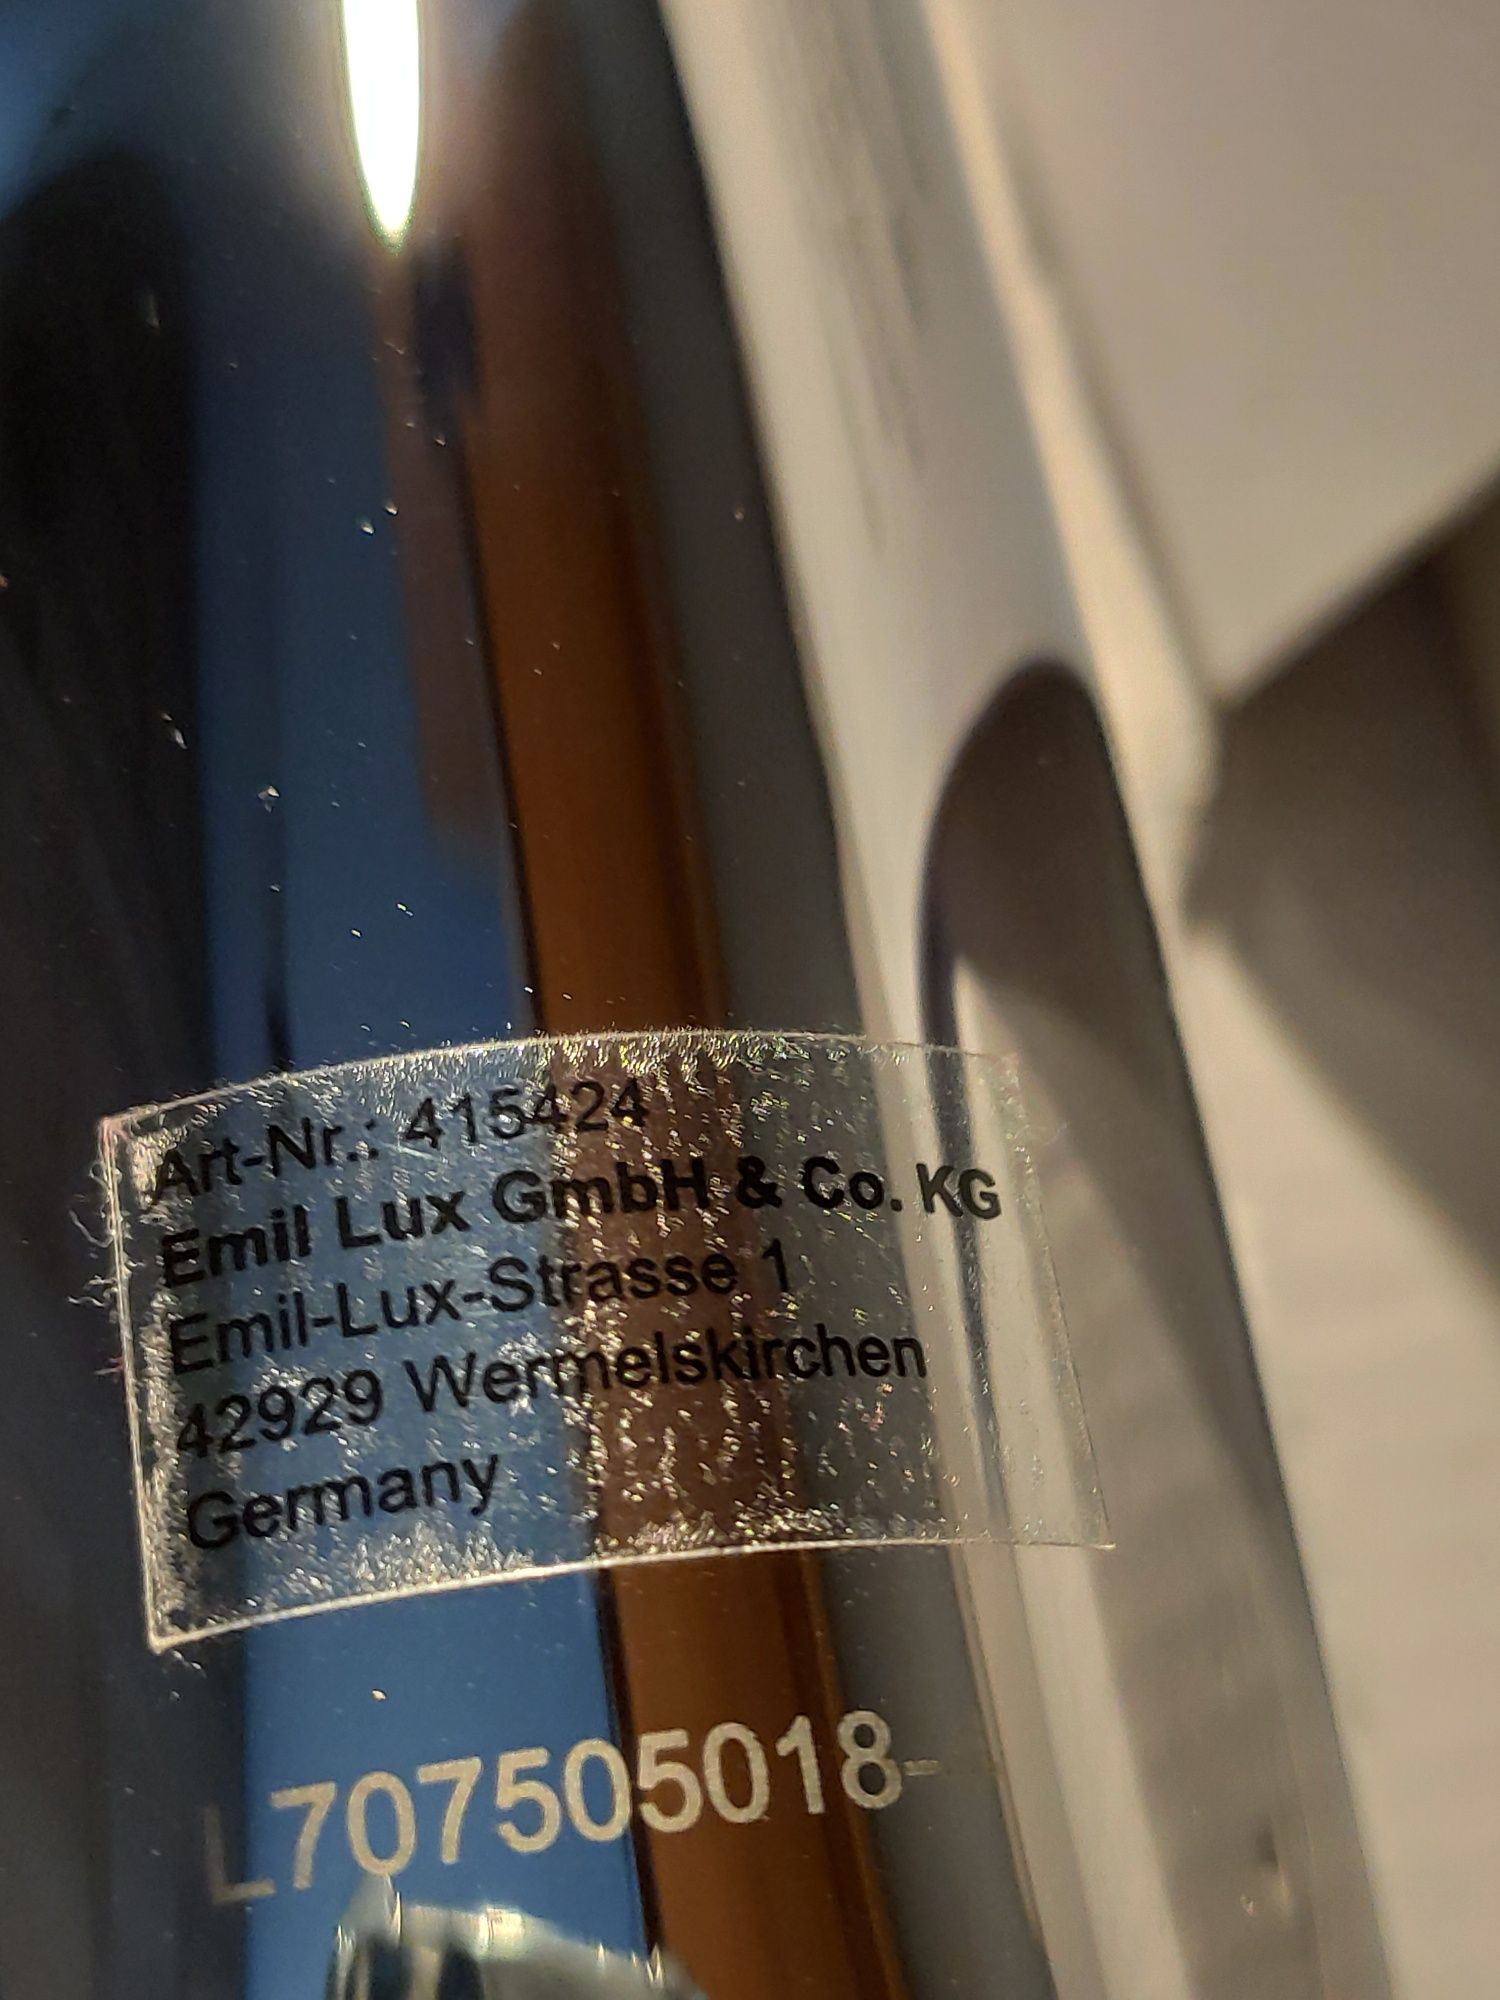 Art-Nr.: 415424
Emil Lux GmbH & Co. KG
Emil-Lux-Strasse 1
42929 Wermelskirchen
Germany
L707505018-